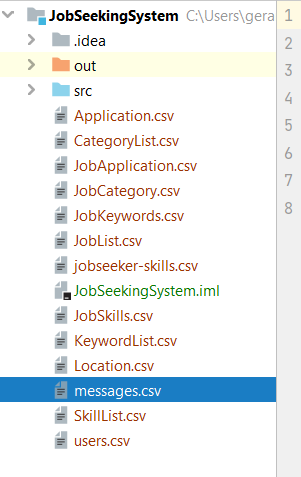 JobSeekingSystem C:\Users\gera
.idea
out
src
Application.csv
CategoryList.csv
JobApplication.csv
JobCategory.csv
JobKeywords.csv
JobList.csv
jobseeker-skills.csv
JobSeekingSystem.iml
JobSkills.csv
KeywordList.csv
Location.csv
messages.csv
SkillList.csv
users.csv
1
2
3
4
5
6
7
8